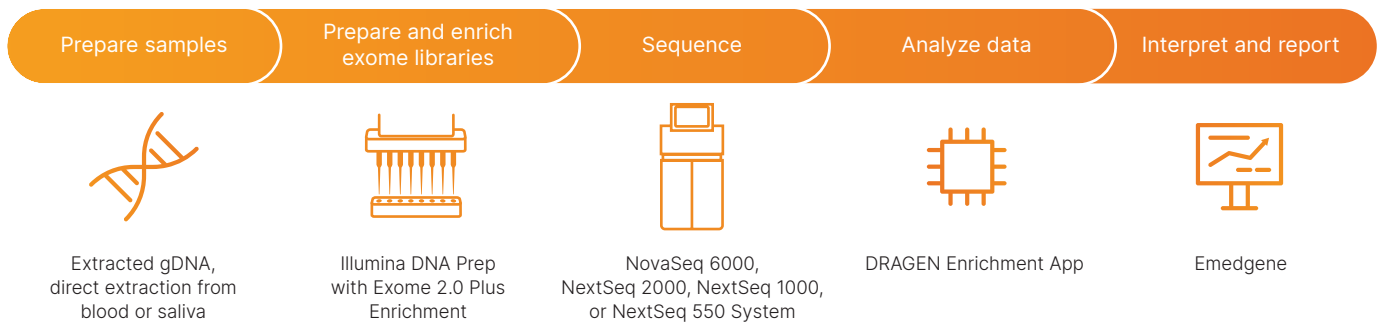 Prepare samples
Prepare and enrich
exome libraries
Sequence
Analyze data
Interpret and report
Extracted gDNA,
direct extraction from
blood or saliva
Illumina DNA Prep
with Exome 2.0 Plus
Enrichment
NovaSeq 6000,
NextSeq 2000, NextSeq 1000,
or NextSeq 550 System
DRAGEN Enrichment App
Emedgene